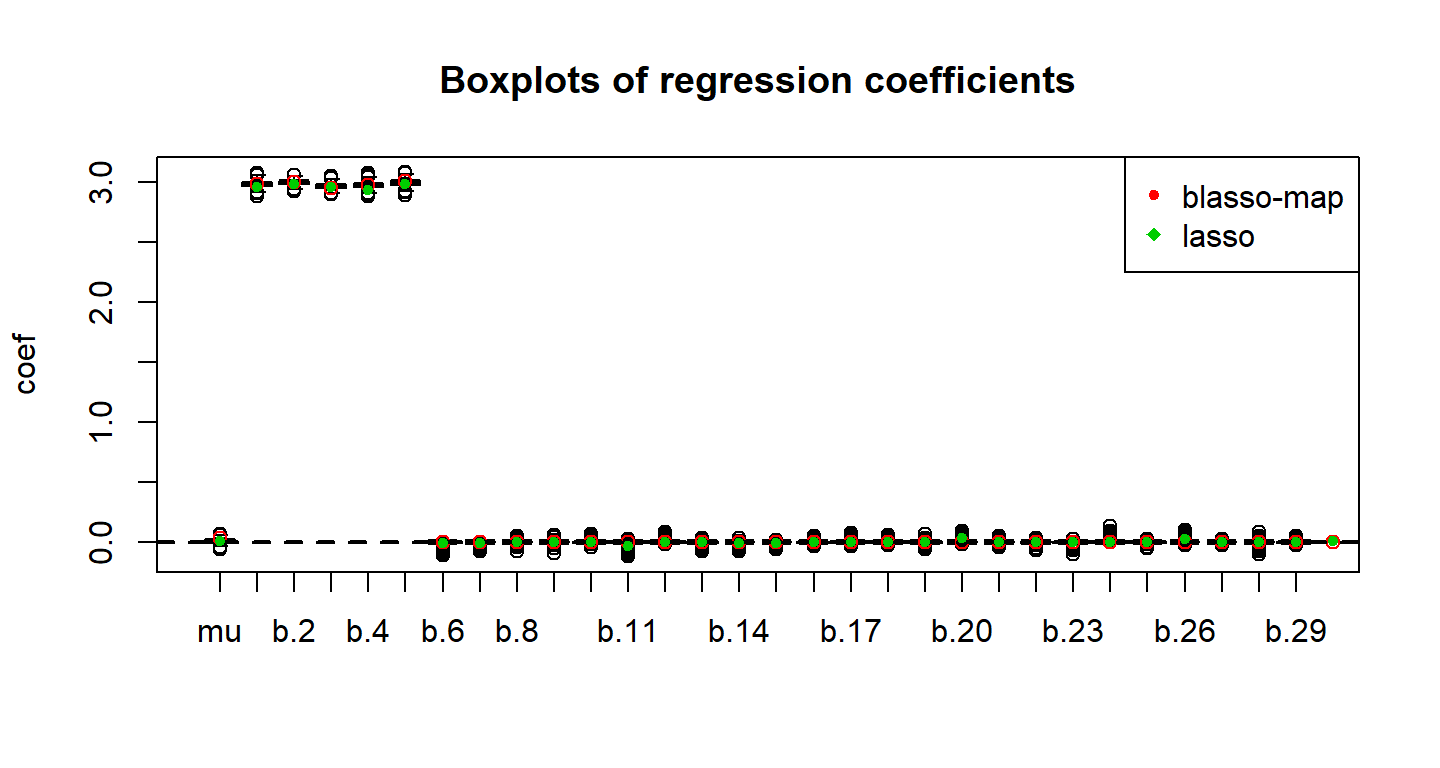 Boxplots of regression coefficients
blasso-map
lasso
coef
3.0
2.0
1.0
0.0
mu b.2 b.4 b.6 b.8 b.11 b.14 b.17 b.20 b.23 b.26 b.29